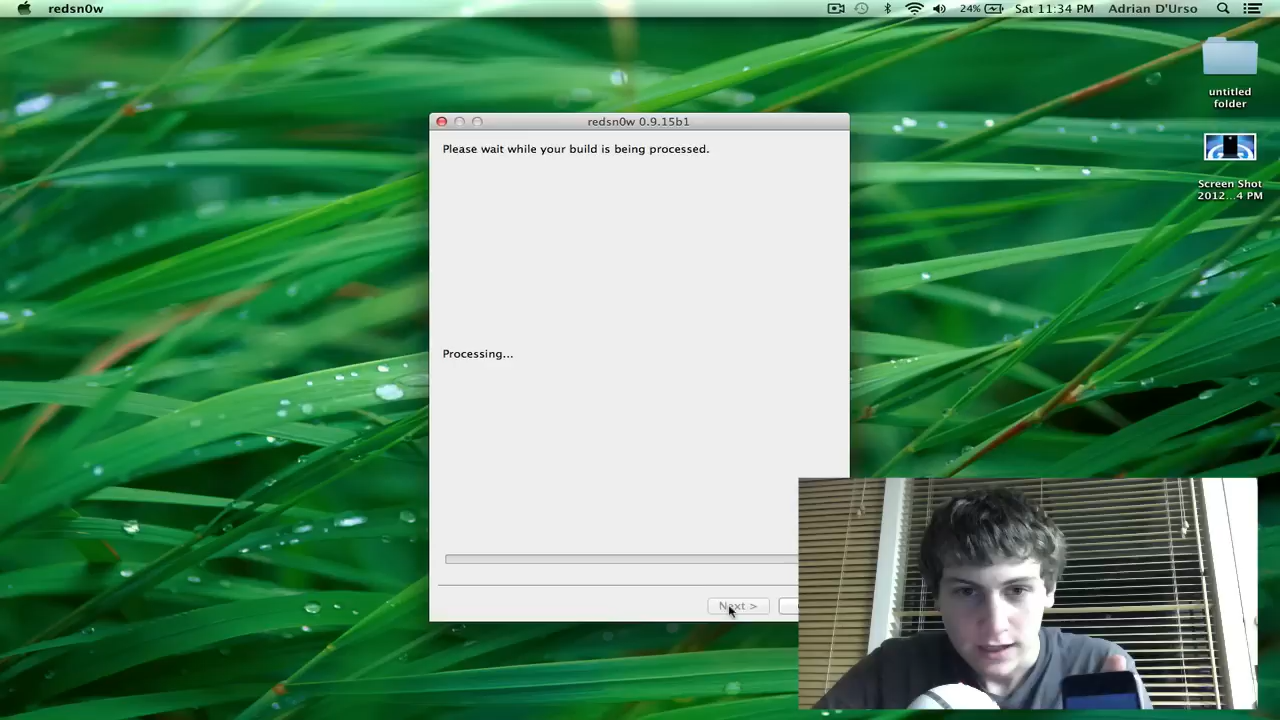 redsn0w
24%
Sat 11:34 PM
Adrian D'Urso
untitled
folder
Screen Shot
2012...4 PM
redsn0w 0.9.15b1
Please wait while your build is being processed.
Processing...
Next >